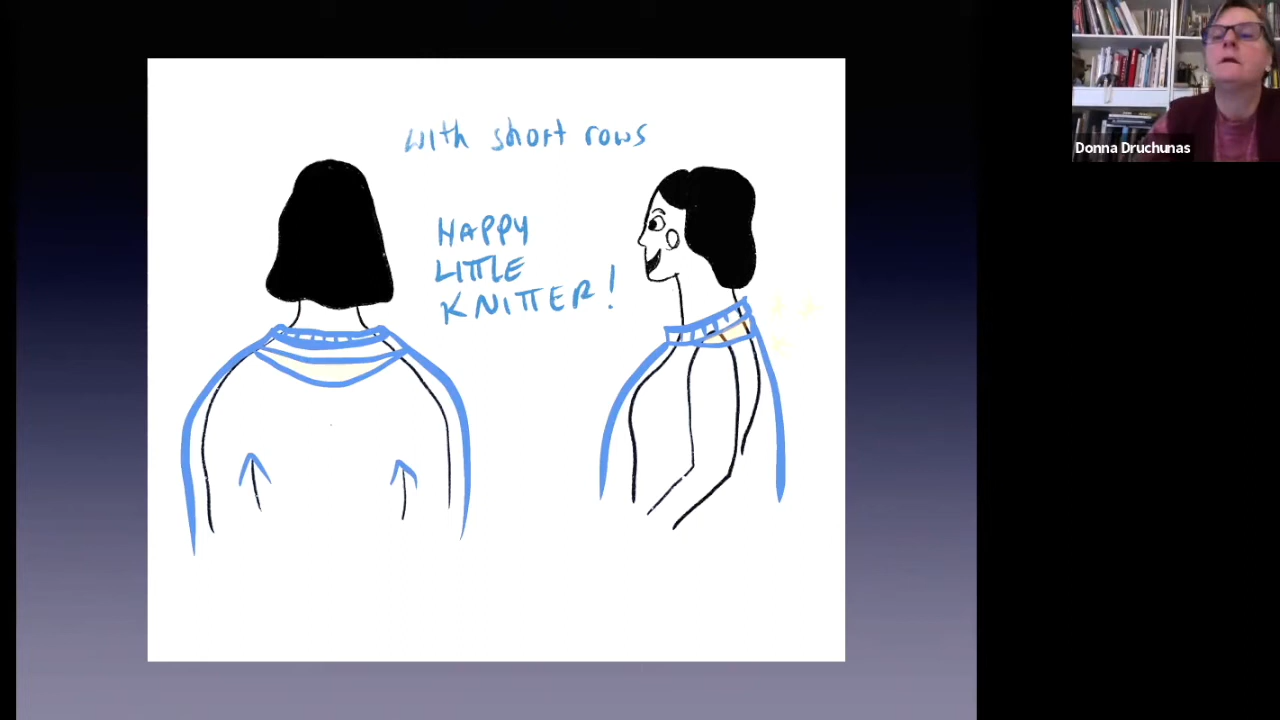 with short rows
HAPPY
LITTLE
KNITTER!
Donna Druchunas